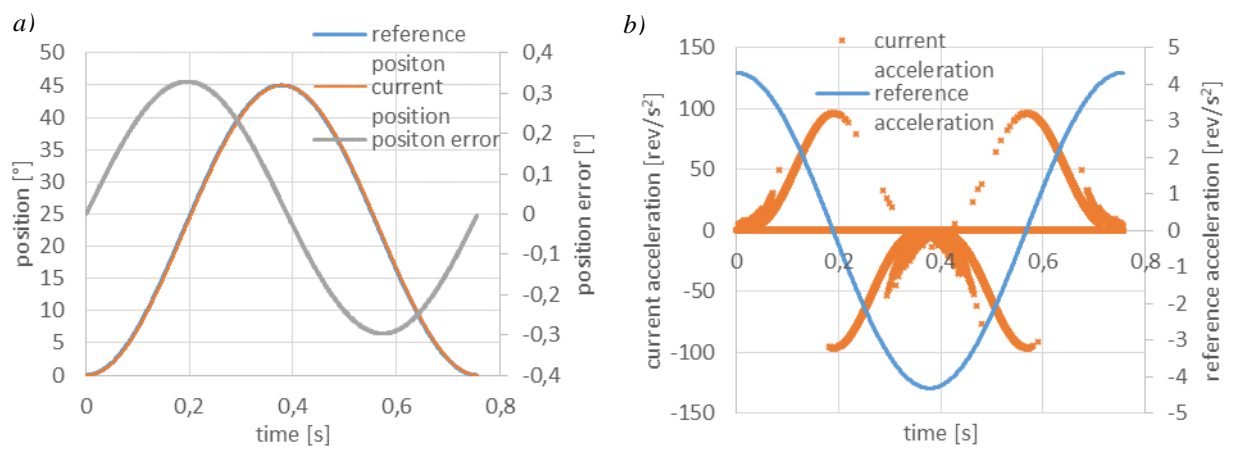 a)
reference
positon
current
position
positon error
50
45
40
35
30
25
20
15
10
5
0
position [°]
0,4
0,3
0,2
0,1
0
-0,1
-0,2
-0,3
-0,4
position error [°]
0
0,2
0,4
0,6
0,8
time [s]
b)
current
acceleration
reference
acceleration
150
100
50
0
-50
-100
-150
current acceleration [rev/s²]
5
4
3
2
1
0
-1
-2
-3
-4
-5
reference acceleration [rev/s²]
0
0,2
0,4
0,6
0,8
time [s]